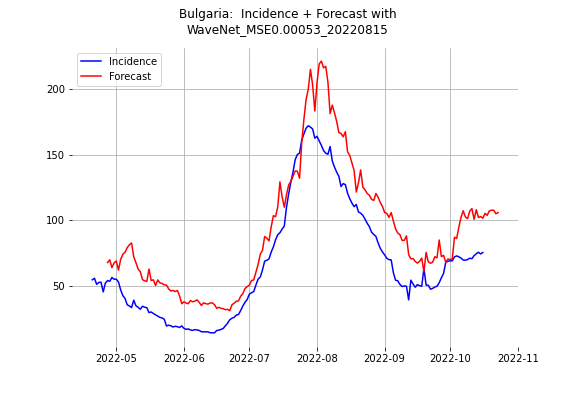 Bulgaria:  Incidence + Forecast with
WaveNet_MSE0.00053_20220815
Incidence
Forecast
200
150
100
50
2022-05
2022-06
2022-07
2022-08
2022-09
2022-10
2022-11